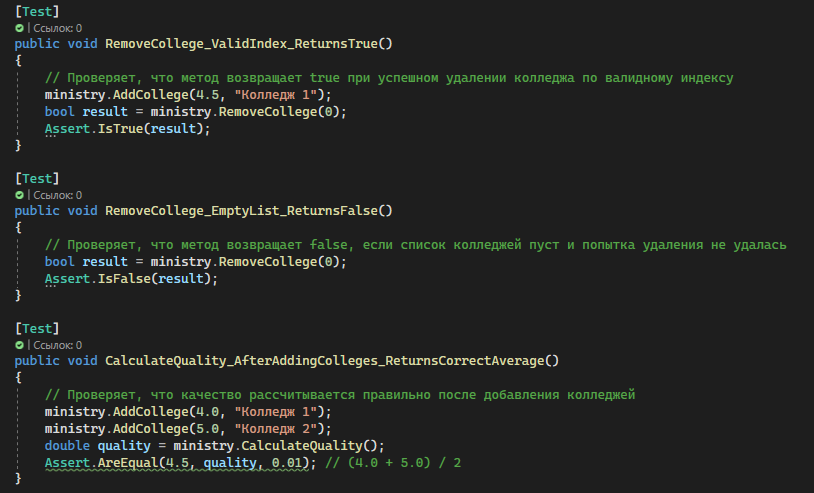 [Test]
| Ссылок: 0
public void RemoveCollege_ValidIndex_ReturnsTrue()
{
// Проверяет, что метод возвращает true при успешном удалении колледжа по валидному индексу
ministry.AddCollege(4.5, "Колледж 1");
bool result = ministry.RemoveCollege(0);
Assert.IsTrue(result);
}
[Test]
| Ссылок: 0
public void RemoveCollege_EmptyList_ReturnsFalse()
{
// Проверяет, что метод возвращает false, если список колледжей пуст и попытка удаления не удалась
bool result = ministry.RemoveCollege(0);
Assert.IsFalse(result);
}
[Test]
| Ссылок: 0
public void CalculateQuality_AfterAddingColleges_ReturnsCorrectAverage()
{
// Проверяет, что качество рассчитывается правильно после добавления колледжей
ministry.AddCollege(4.0, "Колледж 1");
ministry.AddCollege(5.0, "Колледж 2");
double quality = ministry.CalculateQuality();
Assert.AreEqual(4.5, quality, 0.01); // (4.0 + 5.0) / 2
}